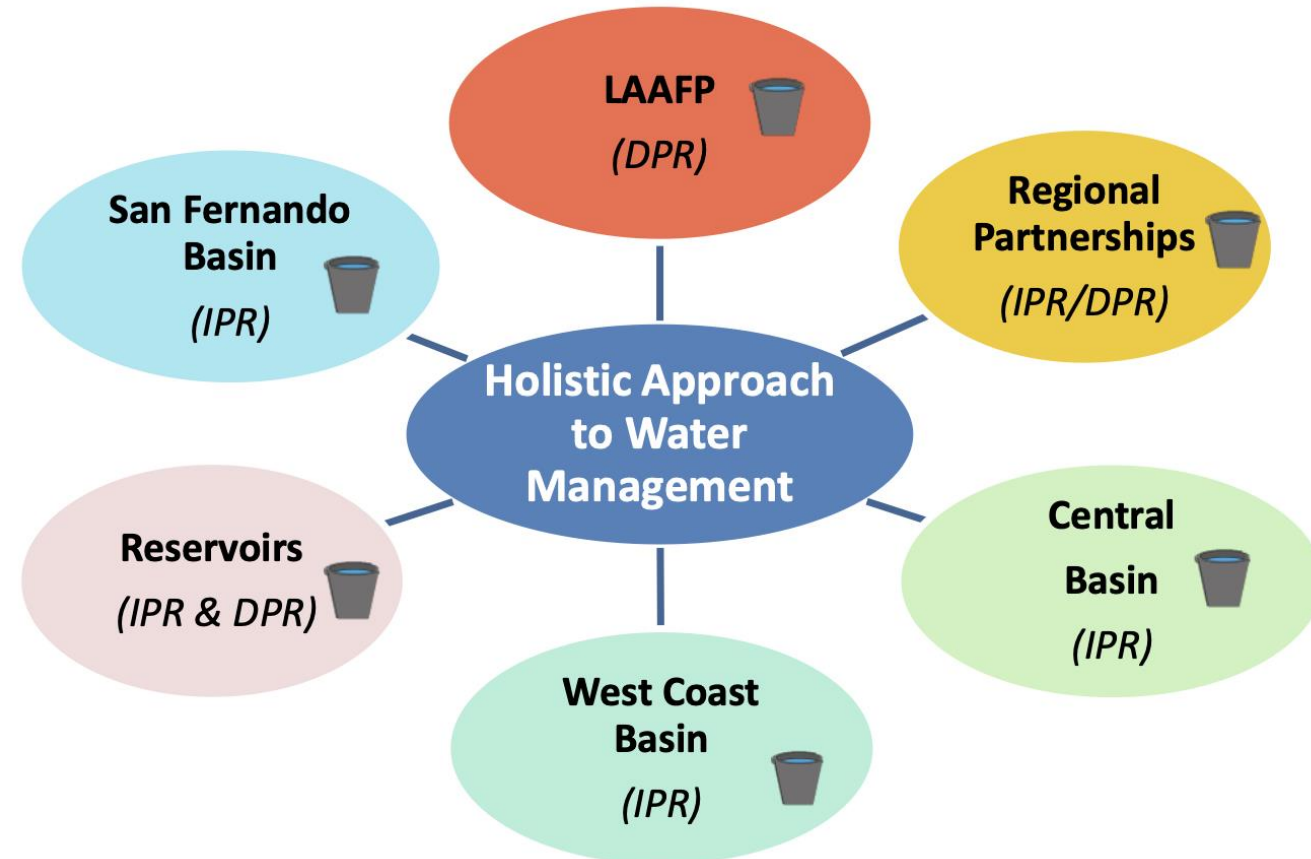 LAAFP
(DPR)
San Fernando
Basin
(IPR)
Regional
Partnerships
(IPR/DPR)
Holistic Approach
to Water
Management
Reservoirs
(IPR & DPR)
Central
Basin
(IPR)
West Coast
Basin
(IPR)